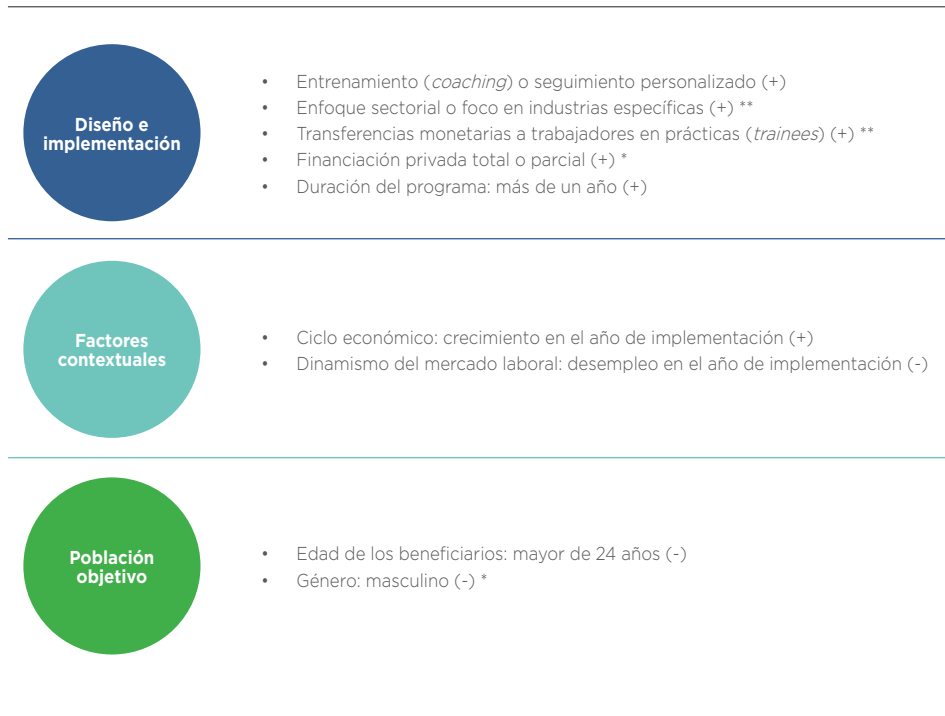 Diseño e
implementación
• Entrenamiento (coaching) o seguimiento personalizado (+)
• Enfoque sectorial o foco en industrias específicas (+) **
• Transferencias monetarias a trabajadores en prácticas (trainees) (+) **
• Financiación privada total o parcial (+) *
• Duración del programa: más de un año (+)
Factores
contextuales
• Ciclo económico: crecimiento en el año de implementación (+)
• Dinamismo del mercado laboral: desempleo en el año de implementación (-)
Población
objetivo
• Edad de los beneficiarios: mayor de 24 años (-)
• Género: masculino (-) *